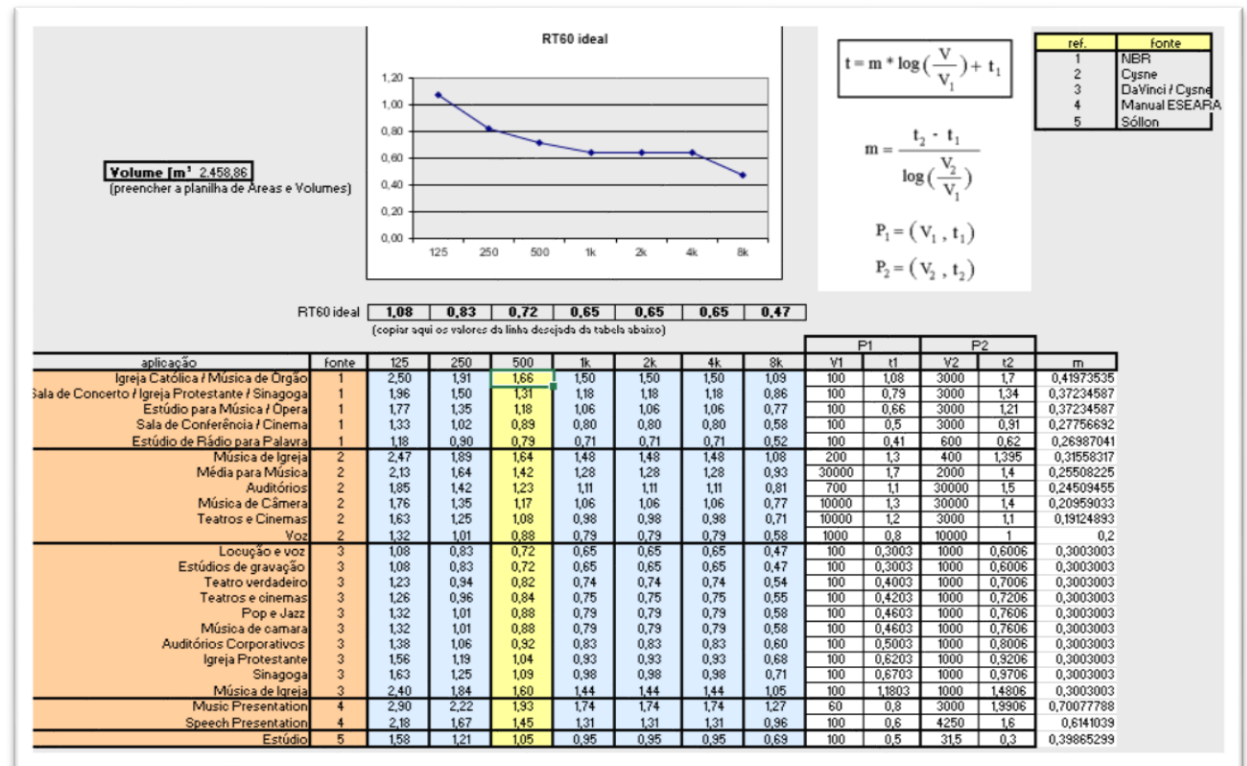 RT60 ideal
1,20
1,00
0,80
0,60
0,40
0,20
0,00
125 250 500 1k 2k 4k 8k
Volume [m³ 2.458,86
(preencher a planilha de Áreas e Volumes)
t = m * log ( V / V1 ) + t1
m = t2 - t1 / log ( V2 / V1 )
P1 = ( V1 , t1 )
P2 = ( V2 , t2 )
ref. fonte
1 NBR
2 Cysne
3 DaVinci / Cysne
4 Manual ESEARA
5 Sóllon
RT60 ideal 1,08 0,83 0,72 0,65 0,65 0,65 0,47
(copiar aqui os valores da linha desejada da tabela abaixo)
P1 P2
aplicação fonte 125 250 500 1k 2k 4k 8k V1 t1 V2 t2 m
Igreja Católica / Música de Órgão 1 2,50 1,91 1,66 1,50 1,50 1,50 1,09 100 1,08 3000 1,7 0,41973535
Sala de Concerto / Igreja Protestante / Sinagoga 1 1,96 1,50 1,31 1,18 1,18 1,18 0,86 100 0,79 3000 1,34 0,37234587
Estúdio para Música / Ópera 1 1,77 1,35 1,18 1,06 1,06 1,06 0,77 100 0,66 3000 1,21 0,37234587
Sala de Conferência / Cinema 1 1,33 1,02 0,89 0,80 0,80 0,80 0,58 100 0,5 3000 0,91 0,27756692
Estúdio de Rádio para Palavra 1 1,18 0,90 0,79 0,71 0,71 0,71 0,52 100 0,41 600 0,62 0,26987041
Música de Igreja 2 2,47 1,89 1,64 1,48 1,48 1,48 1,08 200 1,3 400 1,395 0,31558317
Média para Música 2 2,13 1,64 1,42 1,28 1,28 1,28 0,93 30000 1,7 2000 1,4 0,25508225
Auditórios 2 1,85 1,42 1,23 1,11 1,11 1,11 0,81 700 1,1 30000 1,5 0,24509455
Música de Câmera 2 1,76 1,35 1,17 1,06 1,06 1,06 0,77 10000 1,3 30000 1,4 0,20959033
Teatros e Cinemas 2 1,63 1,25 1,08 0,98 0,98 0,98 0,71 10000 1,2 3000 1,1 0,19124893
Voz 2 1,32 1,01 0,88 0,79 0,79 0,79 0,58 1000 0,8 10000 1 0,2
Locução e voz 3 1,08 0,83 0,72 0,65 0,65 0,65 0,47 100 0,3003 1000 0,6006 0,3003003
Estúdios de gravação 3 1,08 0,83 0,72 0,65 0,65 0,65 0,47 100 0,3003 1000 0,6006 0,3003003
Teatro verdadeiro 3 1,23 0,94 0,82 0,74 0,74 0,74 0,54 100 0,4003 1000 0,7006 0,3003003
Teatros e cinemas 3 1,26 0,96 0,84 0,75 0,75 0,75 0,55 100 0,4203 1000 0,7206 0,3003003
Pop e Jazz 3 1,32 1,01 0,88 0,79 0,79 0,79 0,58 100 0,4603 1000 0,7606 0,3003003
Música de camara 3 1,32 1,01 0,88 0,79 0,79 0,79 0,58 100 0,4603 1000 0,7606 0,3003003
Auditórios Corporativos 3 1,38 1,06 0,92 0,83 0,83 0,83 0,60 100 0,5003 1000 0,8006 0,3003003
Igreja Protestante 3 1,56 1,19 1,04 0,93 0,93 0,93 0,68 100 0,6203 1000 0,9206 0,3003003
Sinagoga 3 1,63 1,25 1,09 0,98 0,98 0,98 0,71 100 0,6703 1000 0,9706 0,3003003
Música de Igreja 3 2,40 1,84 1,60 1,44 1,44 1,44 1,05 100 1,1803 1000 1,4806 0,3003003
Music Presentation 4 2,90 2,22 1,93 1,74 1,74 1,74 1,27 60 0,8 3000 1,9906 0,70077788
Speech Presentation 4 2,18 1,67 1,45 1,31 1,31 1,31 0,96 100 0,6 4250 1,6 0,6141039
Estúdio 5 1,58 1,21 1,05 0,95 0,95 0,95 0,69 100 0,5 31,5 0,3 0,39865299